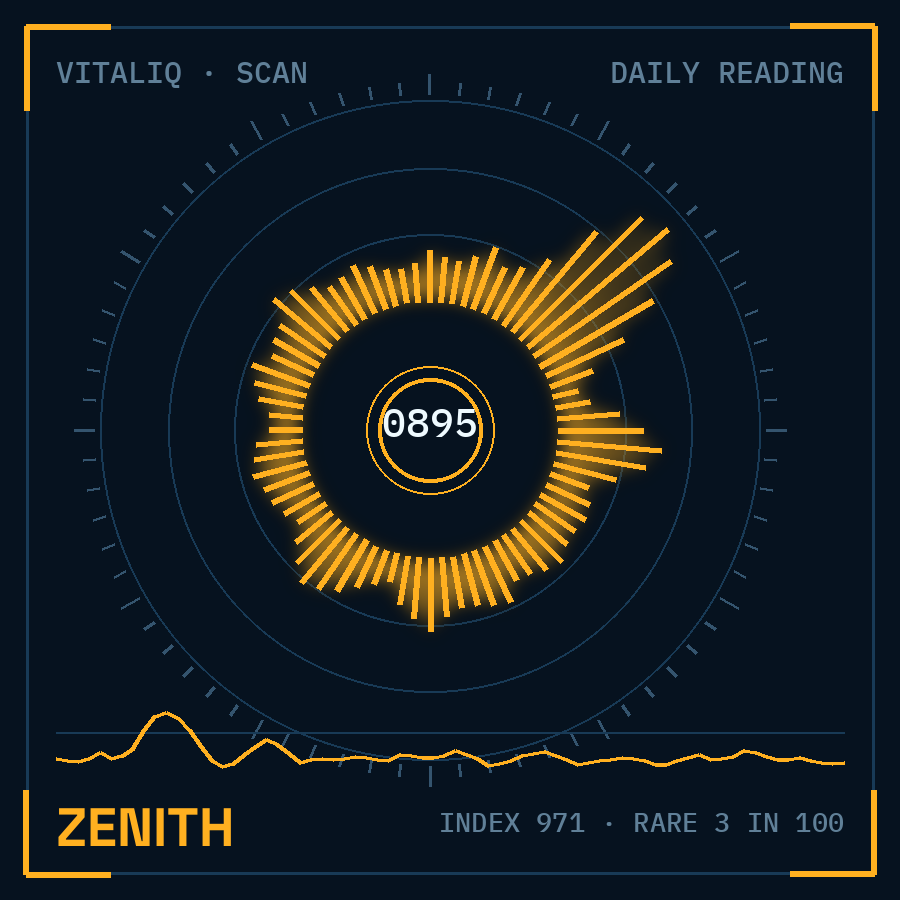 VITALIQ · SCAN
DAILY READING
0895
ZENITH
INDEX 971 · RARE 3 IN 100